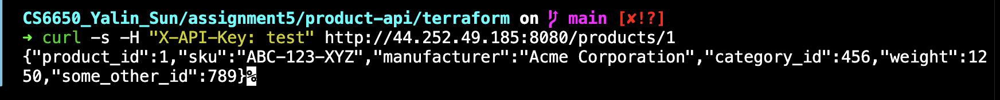 CS6650_Yalin_Sun/assignment5/product-api/terraform on main [✘!?]
→ curl -s -H "X-API-Key: test" http://44.252.49.185:8080/products/1
{"product_id":1,"sku":"ABC-123-XYZ","manufacturer":"Acme Corporation","category_id":456,"weight":12
50,"some_other_id":789}%